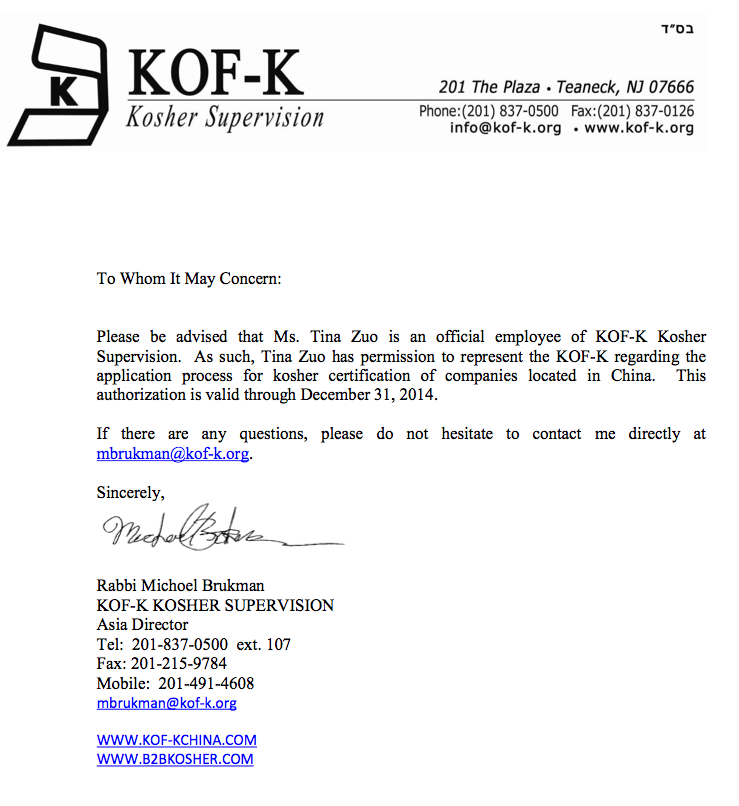 בס"ד
K
KOF-K
Kosher Supervision
201 The Plaza • Teaneck, NJ 07666
Phone:(201) 837-0500 Fax:(201) 837-0126
info@kof-k.org • www.kof-k.org
To Whom It May Concern:
Please be advised that Ms. Tina Zuo is an official employee of KOF-K Kosher
Supervision. As such, Tina Zuo has permission to represent the KOF-K regarding the
application process for kosher certification of companies located in China. This
authorization is valid through December 31, 2014.
If there are any questions, please do not hesitate to contact me directly at
mbrukman@kof-k.org.
Sincerely,
Rabbi Michoel Brukman
KOF-K KOSHER SUPERVISION
Asia Director
Tel: 201-837-0500 ext. 107
Fax: 201-215-9784
Mobile: 201-491-4608
mbrukman@kof-k.org
WWW.KOF-KCHINA.COM
WWW.B2BKOSHER.COM